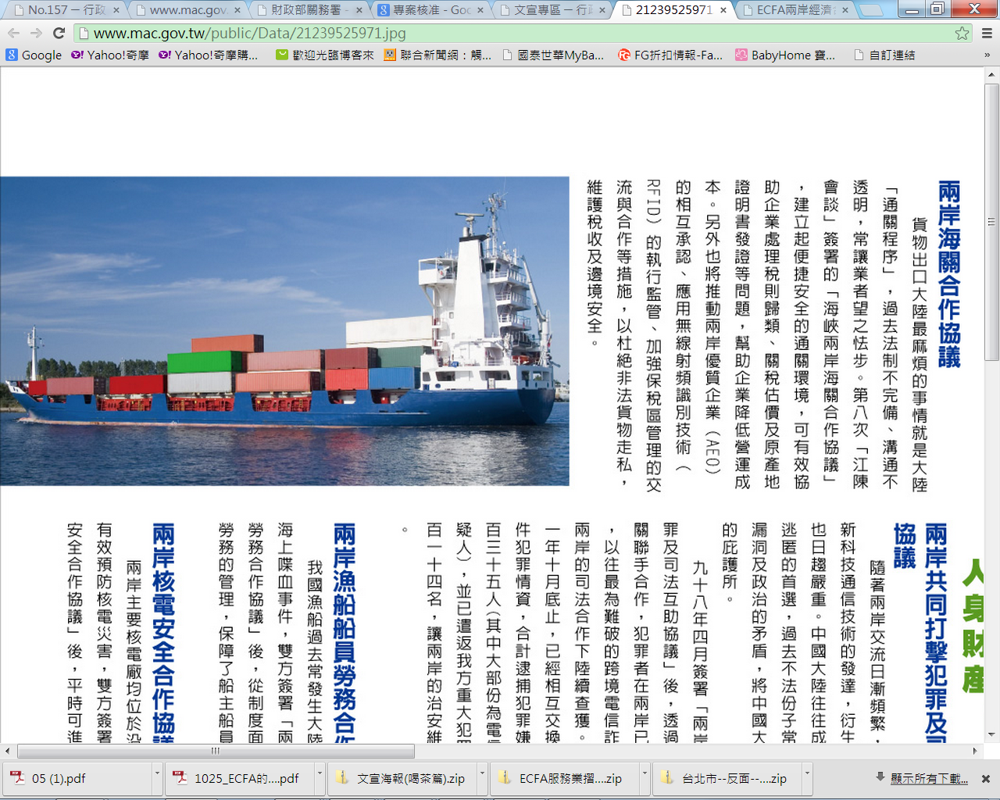 No.157 ─ 行政
www.mac.gov.
財政部關務署 -
專案核准 - Goo
文宣專區 ─ 行政
21239525971
ECFA兩岸經濟合
www.mac.gov.tw/public/Data/21239525971.jpg
Google
Yahoo!奇摩
Yahoo!奇摩購...
歡迎光臨博客來
聯合新聞網：觸...
國泰世華MyBa...
FG折扣情報-Fa...
BabyHome 寶...
自訂連結
»
兩岸海關合作協議
貨物出口大陸最麻煩的事情就是大陸
「通關程序」，過去法制不完備、溝通不
透明，常讓業者望之怯步。第八次「江陳
會談」簽署的「海峽兩岸海關合作協議」
，建立起便捷安全的通關環境，可有效協
助企業處理稅則歸類、關稅估價及原產地
證明書發證等問題，幫助企業降低營運成
本。另外也將推動兩岸優質企業（AEO）
的相互承認、應用無線射頻識別技術（
RFID）的執行監管、加強保稅區管理的交
流與合作等措施，以杜絕非法貨物走私，
維護稅收及邊境安全。
人身財產
兩岸共同打擊犯罪及司
協議
隨著兩岸交流日漸頻繁，
新科技通信技術的發達，衍生
也日趨嚴重。中國大陸往往成
逃匿的首選，過去不法份子常
漏洞及政治的矛盾，將中國大
的庇護所。
九十八年四月簽署「兩岸
罪及司法互助協議」後，透過
關聯手合作，犯罪者在兩岸已
，以往最為難破的跨境電信詐
兩岸的司法合作下陸續查獲。
一年十月底止，已經相互交換
件犯罪情資，合計逮捕犯罪嫌
百三十五人(其中大部份為電信
疑人），並已遣返我方重大犯罪
百一十四名，讓兩岸的治安維
。
兩岸漁船船員勞務合作
我國漁船過去常發生大陸
海上喋血事件，雙方簽署「兩
勞務合作協議」後，從制度面
勞務的管理，保障了船主船員
兩岸核電安全合作協議
兩岸主要核電廠均位於沿
有效預防核電災害，雙方簽署
安全合作協議」後，平時可進
05 (1).pdf
1025_ECFA的....pdf
文宣海報(喝茶篇).zip
ECFA服務業摺....zip
台北市--反面--....zip
顯示所有下載...